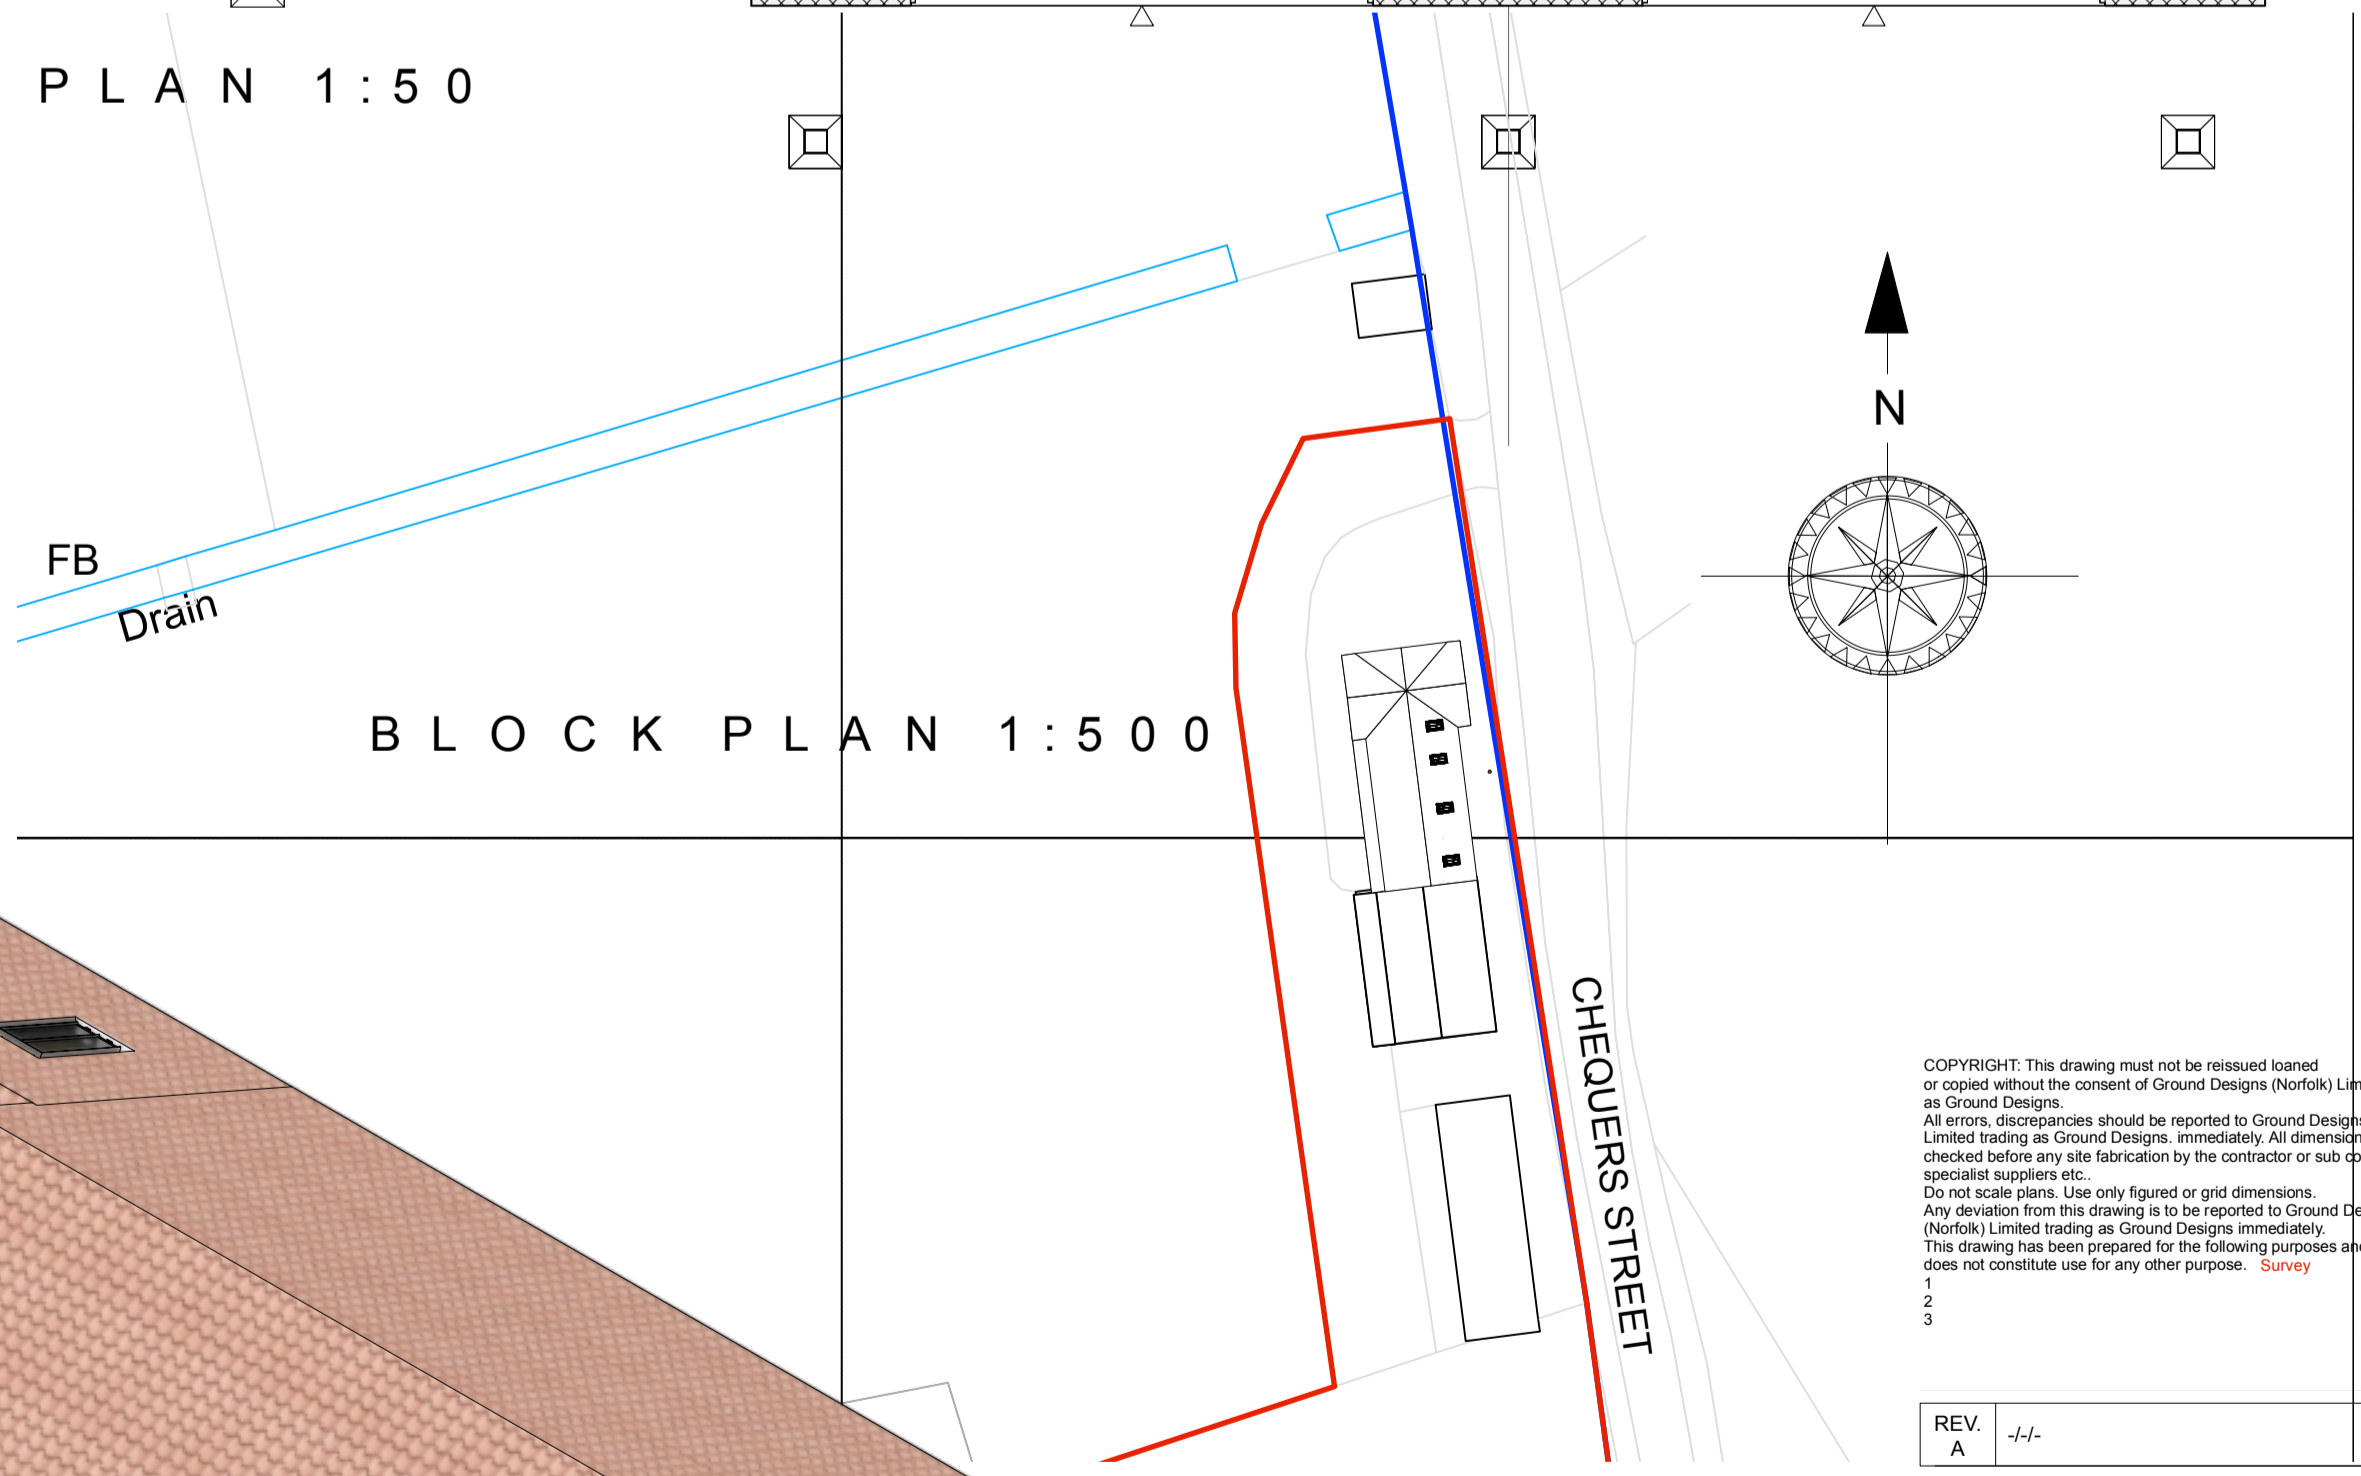 PLAN 1:50
N
FB
Drain
BLOCK PLAN 1:500
CHEQUERS STREET
COPYRIGHT: This drawing must not be reissued loaned
or copied without the consent of Ground Designs (Norfolk) Lim
as Ground Designs.
All errors, discrepancies should be reported to Ground Designs
Limited trading as Ground Designs. immediately. All dimension
checked before any site fabrication by the contractor or sub co
specialist suppliers etc..
Do not scale plans. Use only figured or grid dimensions.
Any deviation from this drawing is to be reported to Ground De
(Norfolk) Limited trading as Ground Designs immediately.
This drawing has been prepared for the following purposes and
does not constitute use for any other purpose. Survey
1
2
3
REV. A -/-/-